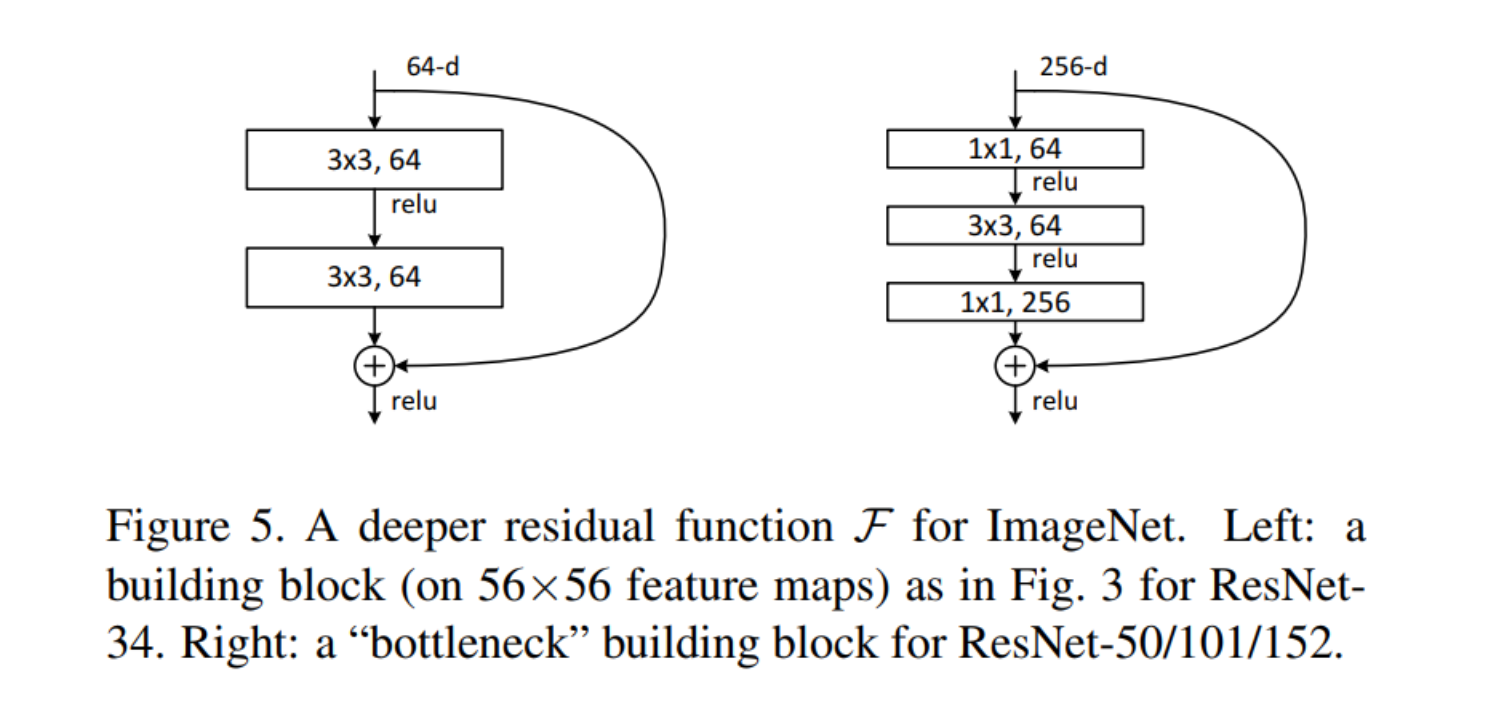 64-d
3x3, 64
relu
3x3, 64
+
relu
256-d
1x1, 64
relu
3x3, 64
relu
1x1, 256
+
relu
Figure 5. A deeper residual function ℱ for ImageNet. Left: a
building block (on 56×56 feature maps) as in Fig. 3 for ResNet-
34. Right: a “bottleneck” building block for ResNet-50/101/152.